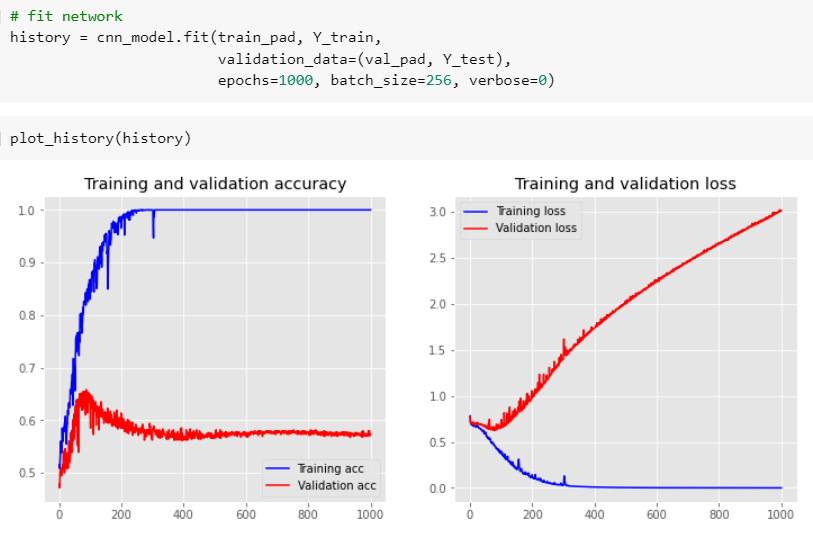 # fit network
history = cnn_model.fit(train_pad, Y_train,
validation_data=(val_pad, Y_test),
epochs=1000, batch_size=256, verbose=0)
plot_history(history)
Training and validation accuracy
1.0
0.9
0.8
0.7
0.6
0.5
Training acc
Validation acc
0 200 400 600 800 1000
Training and validation loss
Training loss
Validation loss
3.0
2.5
2.0
1.5
1.0
0.5
0.0
0 200 400 600 800 1000